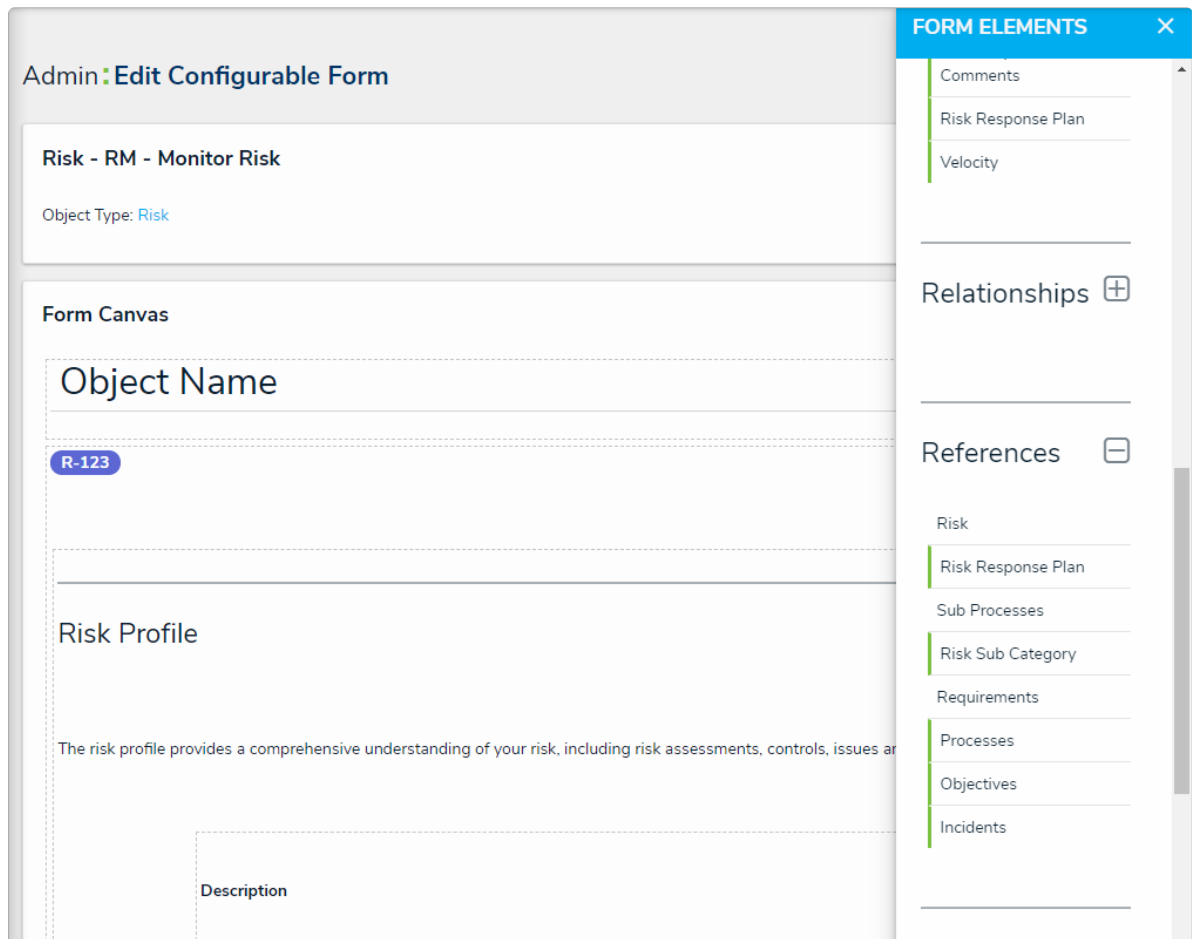 FORM ELEMENTS
Admin:Edit Configurable Form
Risk - RM - Monitor Risk
Object Type: Risk
Form Canvas
Object Name
R-123
Risk Profile
The risk profile provides a comprehensive understanding of your risk, including risk assessments, controls, issues
Description
Comments
Risk Response Plan
Velocity
Relationships
References
Risk
Risk Response Plan
Sub Processes
Risk Sub Category
Requirements
Processes
Objectives
Incidents